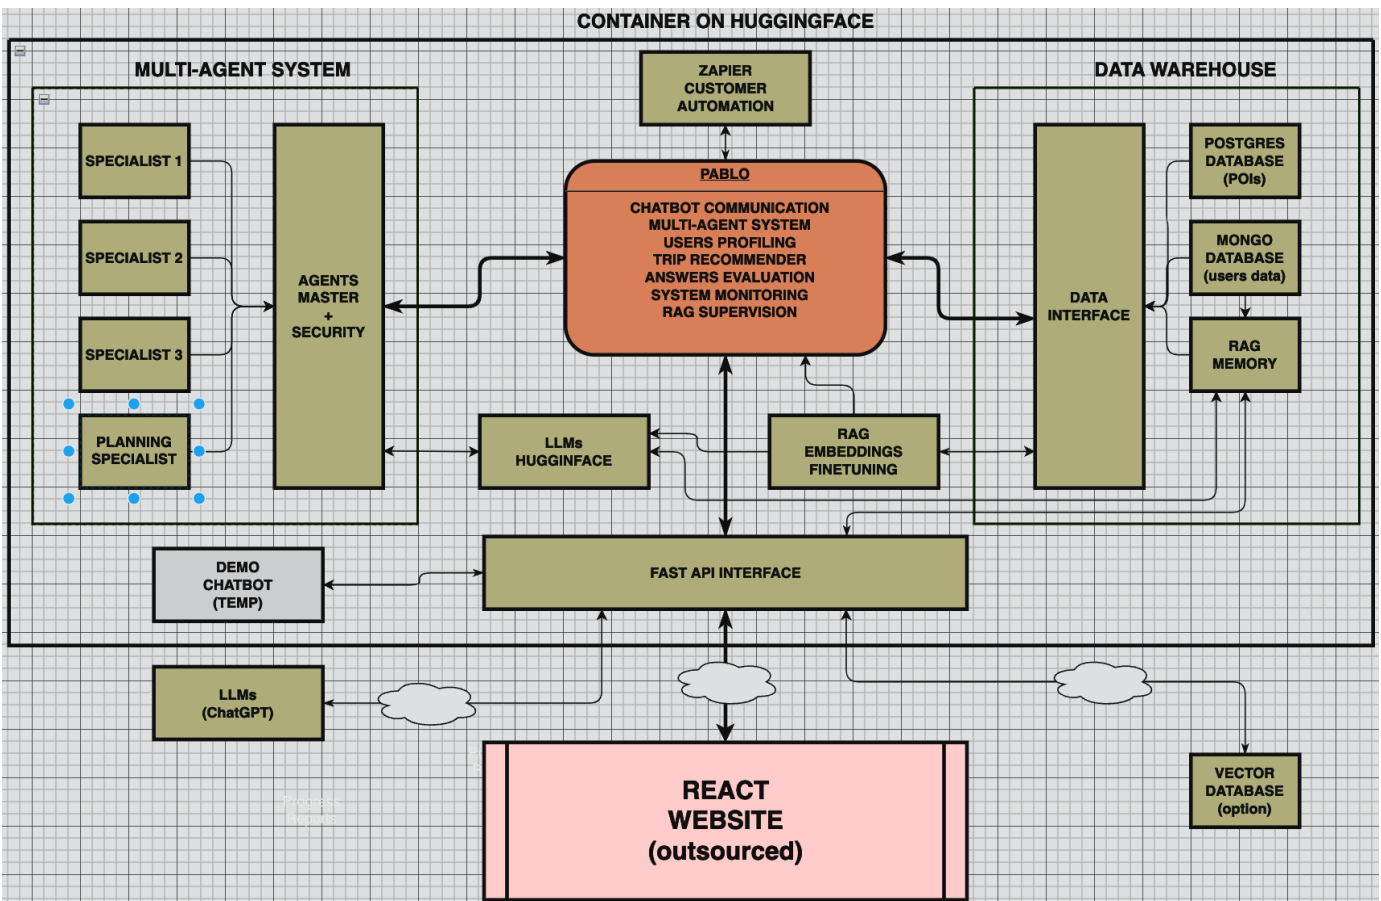 CONTAINER ON HUGGINGFACE
MULTI-AGENT SYSTEM
DATA WAREHOUSE
ZAPIER
CUSTOMER
AUTOMATION
SPECIALIST 1
SPECIALIST 2
SPECIALIST 3
PLANNING
SPECIALIST
AGENTS
MASTER
+
SECURITY
PABLO
CHATBOT COMMUNICATION
MULTI-AGENT SYSTEM
USERS PROFILING
TRIP RECOMMENDER
ANSWERS EVALUATION
SYSTEM MONITORING
RAG SUPERVISION
DATA
INTERFACE
POSTGRES
DATABASE
(POIs)
MONGO
DATABASE
(users data)
RAG
MEMORY
LLMs
HUGGINFACE
RAG
EMBEDDINGS
FINETUNING
FAST API INTERFACE
DEMO
CHATBOT
(TEMP)
LLMs
(ChatGPT)
REACT
WEBSITE
(outsourced)
VECTOR
DATABASE
(option)
Progress